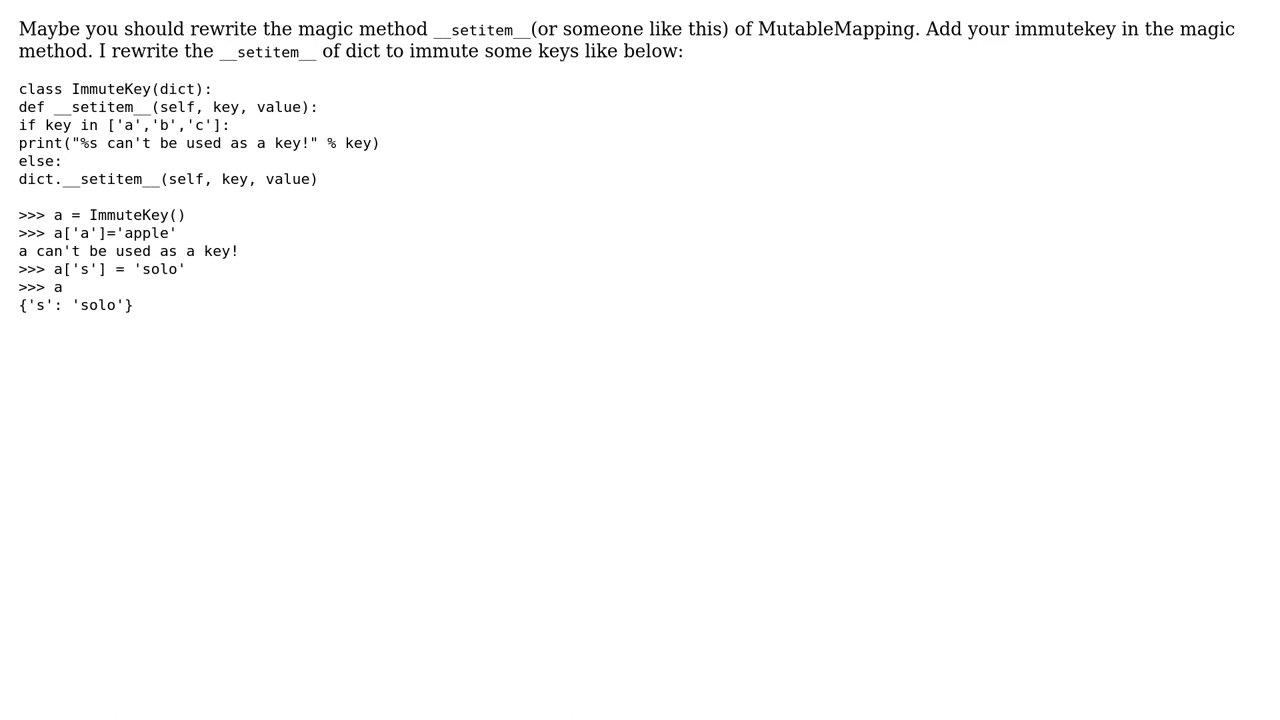 Maybe you should rewrite the magic method __setitem__(or someone like this) of MutableMapping. Add your immutekey in the magic
method. I rewrite the __setitem__ of dict to immute some keys like below:
class ImmuteKey(dict):
def __setitem__(self, key, value):
if key in ['a','b','c']:
print("%s can't be used as a key!" % key)
else:
dict.__setitem__(self, key, value)
>>> a = ImmuteKey()
>>> a['a']='apple'
a can't be used as a key!
>>> a['s'] = 'solo'
>>> a
{'s': 'solo'}